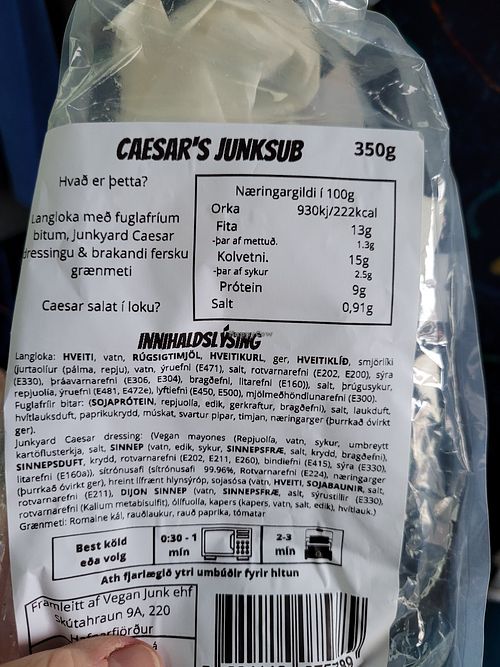 CAESAR'S JUNKSUB
350g
Hvað er þetta?
Langloka með fuglafríum
bitum, Junkyard Caesar
dressingu & brakandi fersku
grænmeti
Caesar salat í loku?
Næringargildi í 100g
Orka 930kj/222kcal
Fita 13g
-þar af mettuð. 1.3g
Kolvetni. 15g
-þar af sykur 2.5g
Prótein 9g
Salt 0,91g
INNIHALDSLÝSING
Langloka: HVEITI, vatn, RÚGSIGTIMJÖL, HVEITIKURL, ger, HVEITIKLÍÐ, smjörlíki
(jurtaolíur (pálma, repju), vatn, ýruefni (E471), salt, rotvarnarefni (E202, E200), sýra
(E330), þráavarnarefni (E306, E304), bragðefni, litarefni (E160)), salt, þrúgusykur,
repjuolía, ýruefni (E481, E472e), lyftiefni (E450, E500), mjölmeðhöndlunarefni (E300).
Fuglafríir bitar: (SOJAPRÓTEIN, repjuolía, edik, gerkraftur, bragðefni), salt, laukduft,
hvítlauksduft, paprikukrydd, múskat, svartur pipar, timjan, næringarger (þurrkað óvirkt
ger).
Junkyard Caesar dressing: (Vegan mayones (Repjuolía, vatn, sykur, umbreytt
kartöflusterkja, salt, SINNEP (vatn, edik, sykur, SINNEPSFRÆ, salt, krydd, bragðefni),
SINNEPSDUFT, krydd, rotvarnarefni (E202, E211, E260), bindiefni (E415), sýra (E330),
litarefni (E160a)), sítrónusafi (sítrónusafi 99.96%, Rotvarnarefni (E224), næringarger
(þurrkað óvirkt ger), hreint lífrænt hlynsýróp, sojasósa (vatn, HVEITI, SOJABAUNIR, salt,
rotvarnarefni (E211), DIJON SINNEP (vatn, SINNEPSFRÆ, edik, salt, sýrustillir (E330),
rotvarnarefni (Kalíum metabísulfit), ólífuolía, kapers (kapers, vatn, salt, edik), hvítlauk.)
Grænmeti: Romaine kál, rauðlaukur, rauð paprika, tómatar
Best köld
eða volg
0:30 - 1
mín
2-3
mín
Ath fjarlægið ytri umbúðir fyrir hitun
Framleitt af Vegan Junk ehf
Skútahraun 9A, 220
Hafnarfjörður